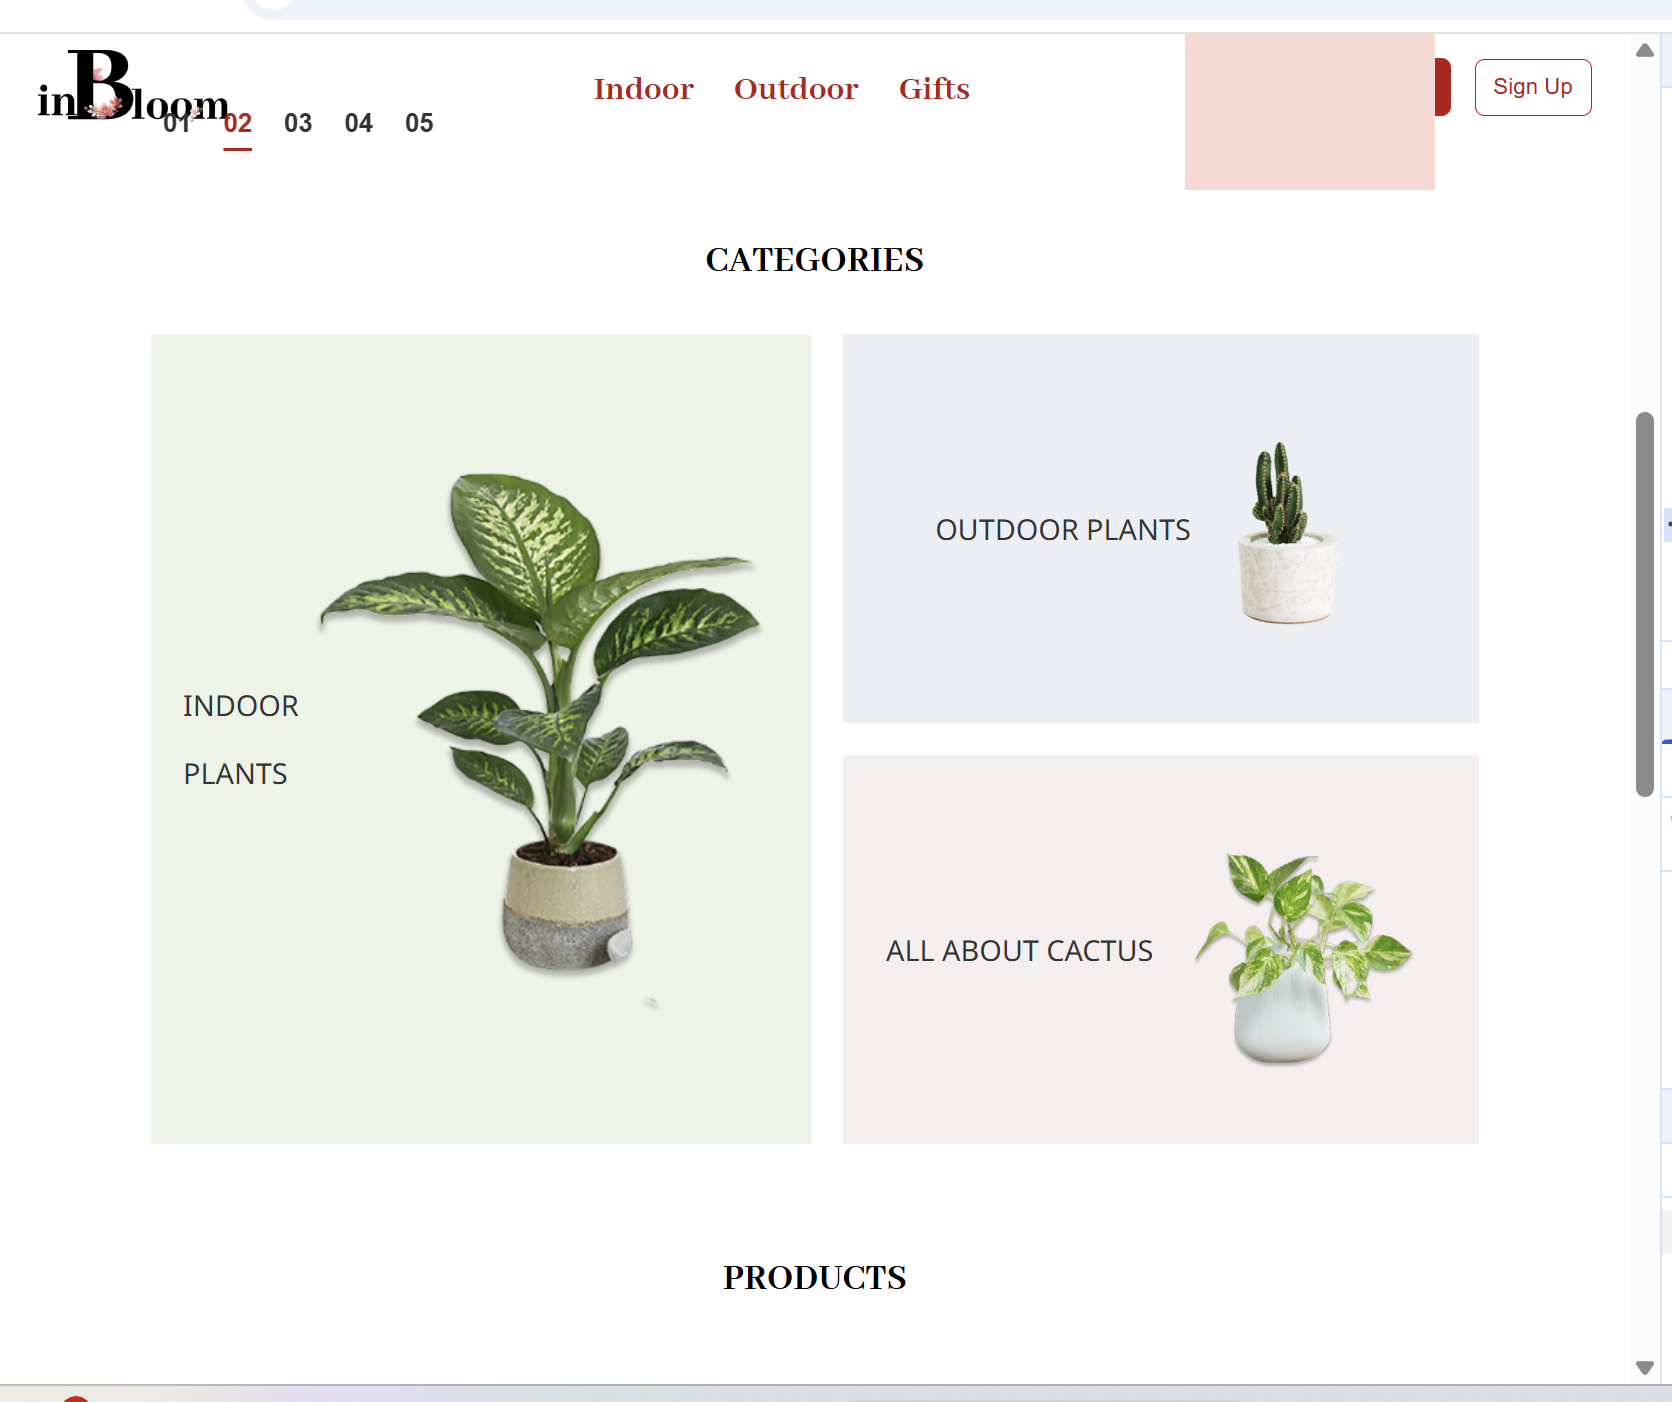 inBloom
Indoor Outdoor Gifts
Sign Up
01 02 03 04 05
CATEGORIES
INDOOR
PLANTS
OUTDOOR PLANTS
ALL ABOUT CACTUS
PRODUCTS